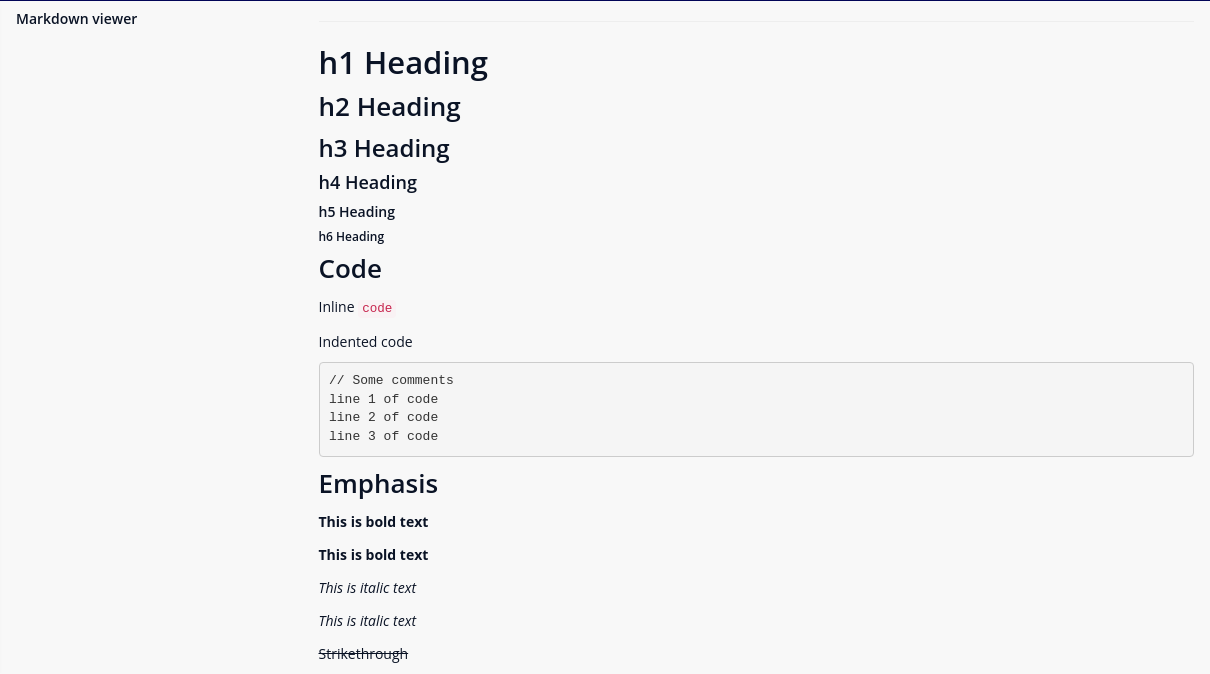 Markdown viewer
h1 Heading
h2 Heading
h3 Heading
h4 Heading
h5 Heading
h6 Heading
Code
Inline code
Indented code
// Some comments
line 1 of code
line 2 of code
line 3 of code
Emphasis
This is bold text
This is bold text
This is italic text
This is italic text
Strikethrough